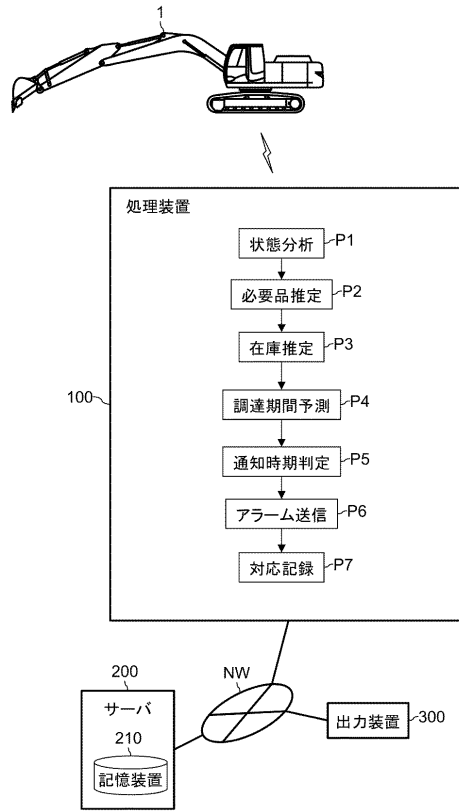 1
処理装置
状態分析
P1
必要品推定
P2
在庫推定
P3
100
調達期間予測
P4
通知時期判定
P5
アラーム送信
P6
対応記録
P7
200
NW
サーバ
210
記憶装置
出力装置
300